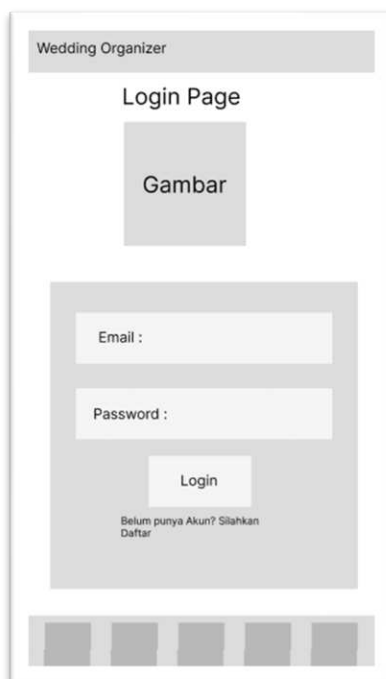 Wedding Organizer
Login Page
Gambar
Email :
Password :
Login
Belum punya Akun? Silahkan
Daftar